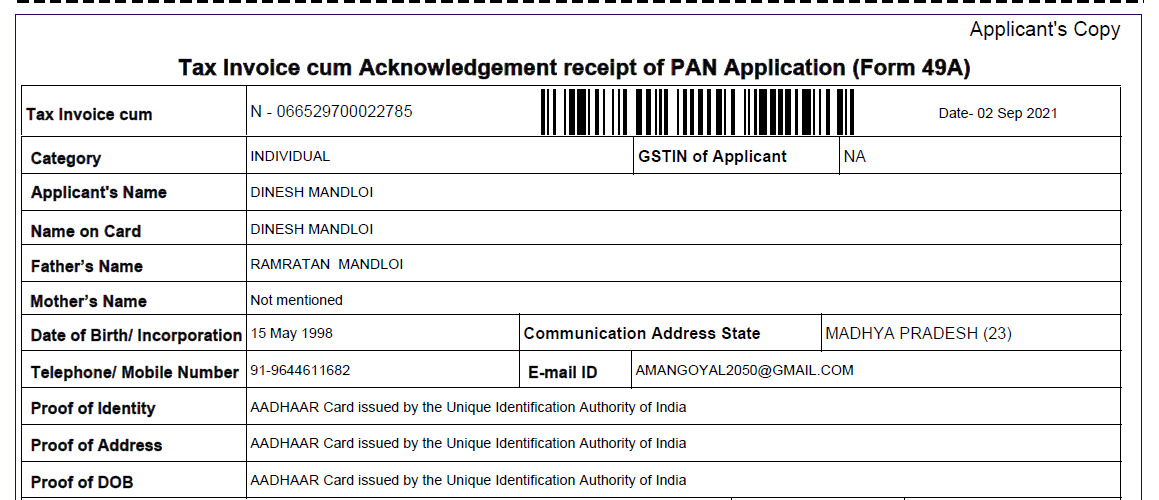 Applicant's Copy
Tax Invoice cum Acknowledgement receipt of PAN Application (Form 49A)
Tax Invoice cum N - 066529700022785 Date- 02 Sep 2021
Category INDIVIDUAL GSTIN of Applicant NA
Applicant's Name DINESH MANDLOI
Name on Card DINESH MANDLOI
Father's Name RAMRATAN MANDLOI
Mother's Name Not mentioned
Date of Birth/ Incorporation 15 May 1998 Communication Address State MADHYA PRADESH (23)
Telephone/ Mobile Number 91-9644611682 E-mail ID AMANGOYAL2050@GMAIL.COM
Proof of Identity AADHAAR Card issued by the Unique Identification Authority of India
Proof of Address AADHAAR Card issued by the Unique Identification Authority of India
Proof of DOB AADHAAR Card issued by the Unique Identification Authority of India